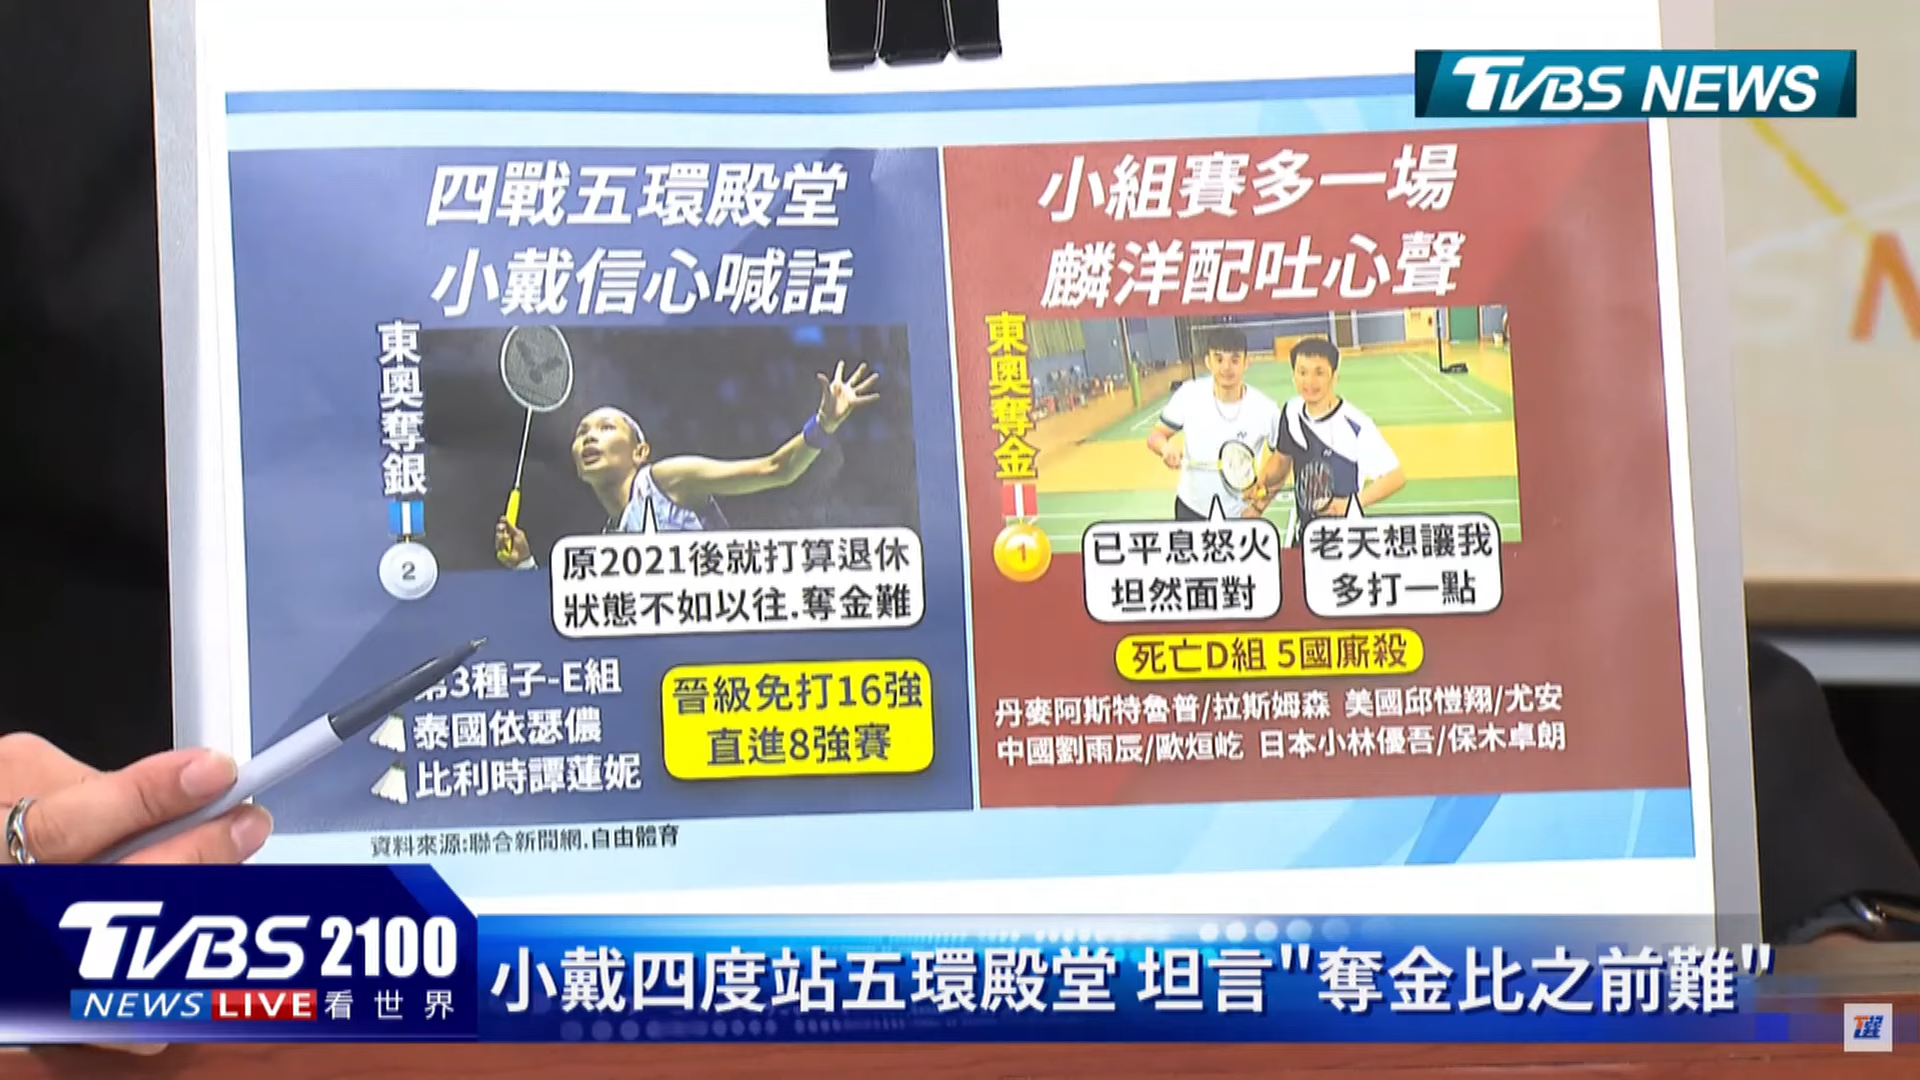 TVBS NEWS
四戰五環殿堂
小戴信心喊話
東奧奪銀
2
原2021後就打算退休
狀態不如以往.奪金難
第3種子-E組
泰國依瑟儂
比利時譚蓮妮
晉級免打16強
直進8強賽
資料來源:聯合新聞網.自由體育
小組賽多一場
麟洋配吐心聲
東奧奪金
1
已平息怒火
坦然面對
老天想讓我
多打一點
死亡D組 5國廝殺
丹麥阿斯特魯普/拉斯姆森 美國邱愷翔/尤安
中國劉雨辰/歐烜屹 日本小林優吾/保木卓朗
TVBS 2100
NEWS LIVE 看世界
小戴四度站五環殿堂 坦言"奪金比之前難"